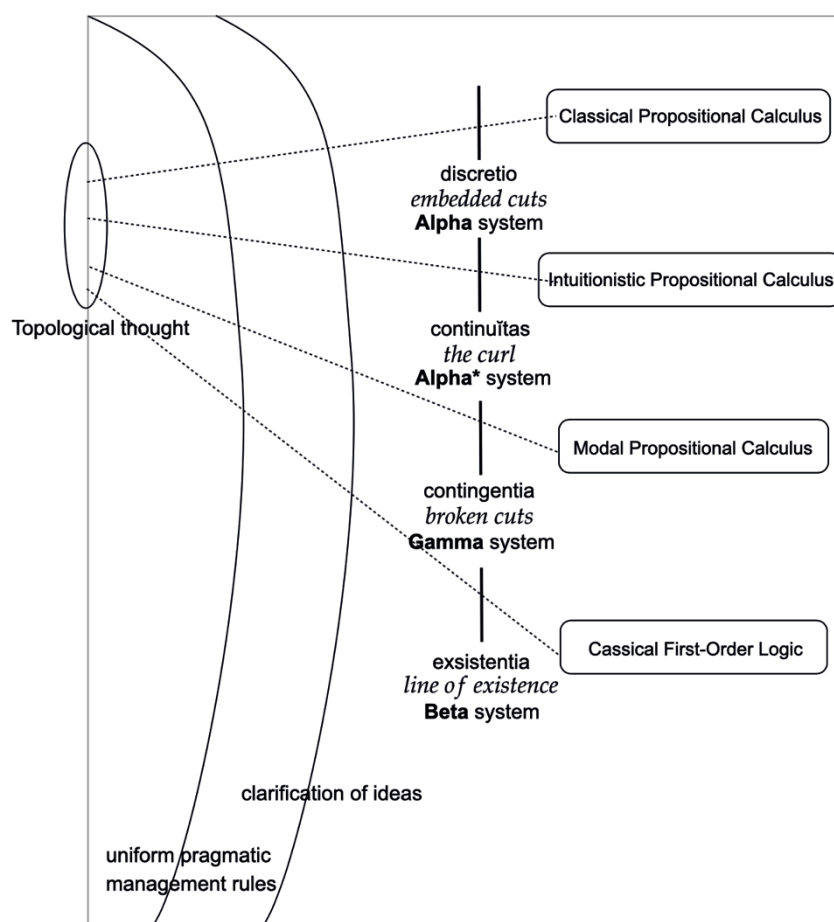 Classical Propositional Calculus
discretio
embedded cuts
Alpha system
Intuitionistic Propositional Calculus
Topological thought
continuĭtas
the curl
Alpha* system
Modal Propositional Calculus
contingentia
broken cuts
Gamma system
Cassical First-Order Logic
exsistentia
line of existence
Beta system
clarification of ideas
uniform pragmatic
management rules